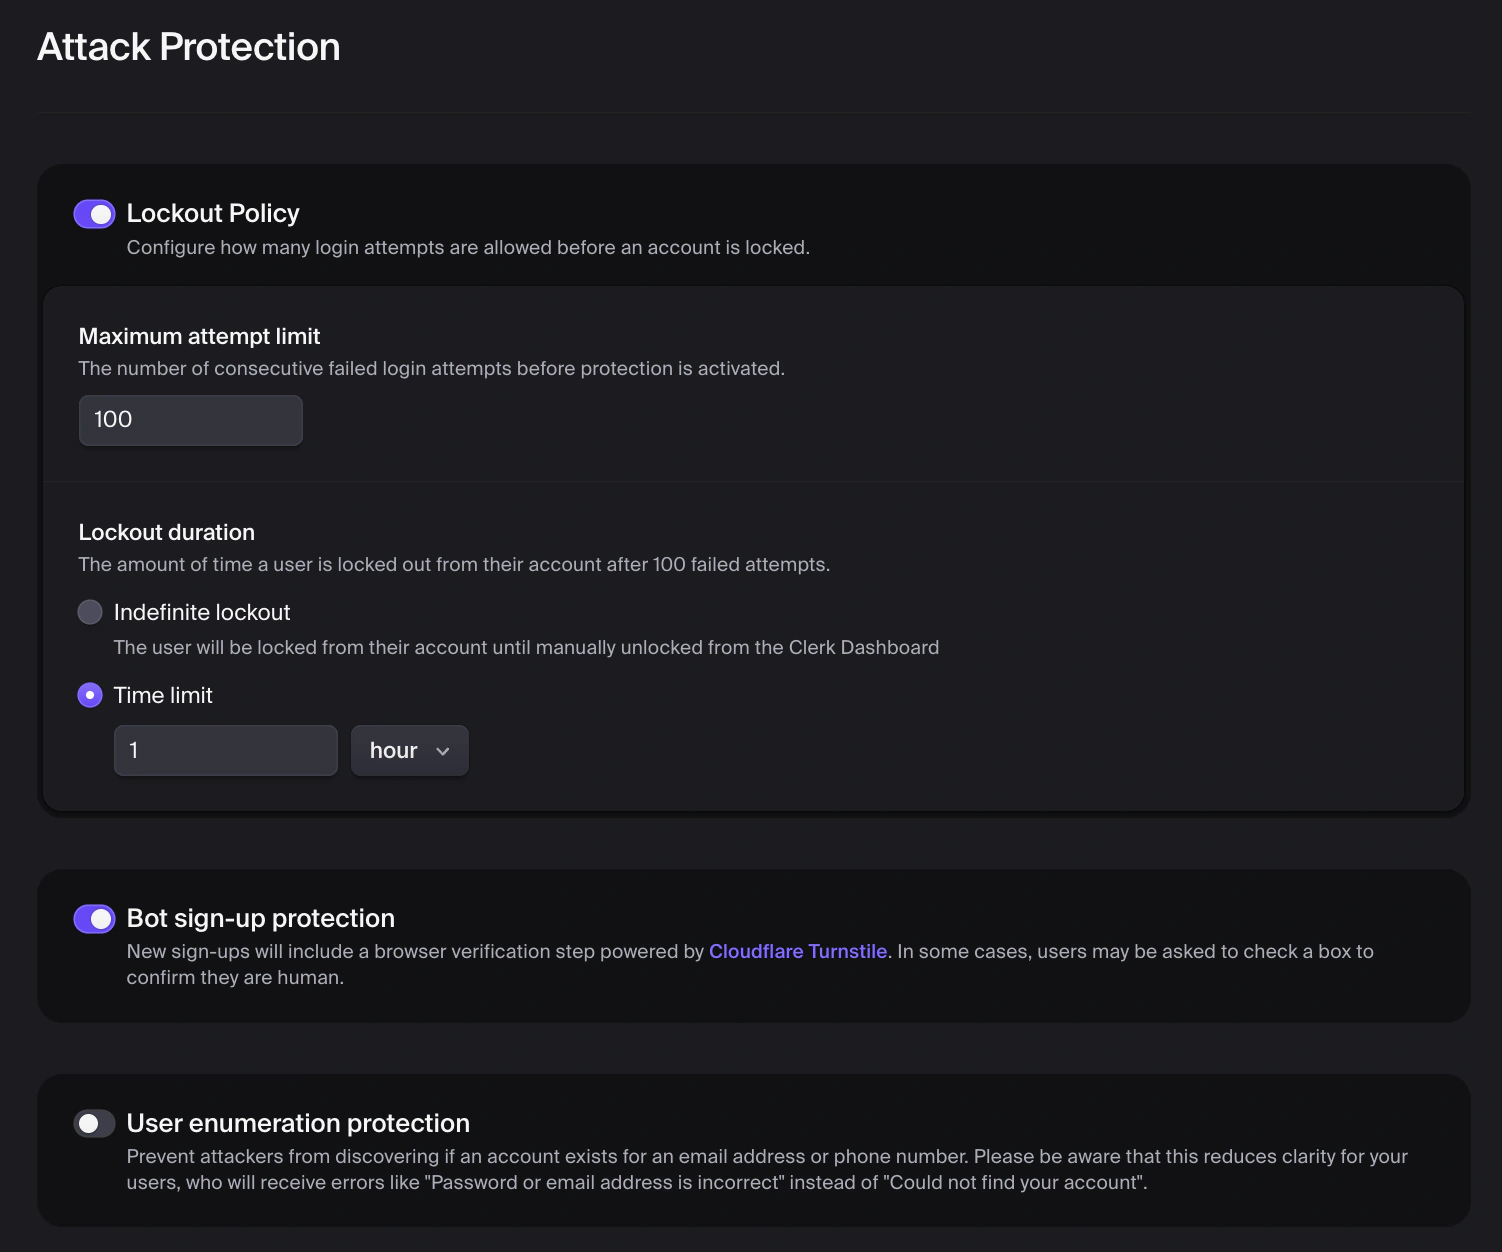 Attack Protection
Lockout Policy
Configure how many login attempts are allowed before an account is locked.
Maximum attempt limit
The number of consecutive failed login attempts before protection is activated.
100
Lockout duration
The amount of time a user is locked out from their account after 100 failed attempts.
Indefinite lockout
The user will be locked from their account until manually unlocked from the Clerk Dashboard
Time limit
1 hour
Bot sign-up protection
New sign-ups will include a browser verification step powered by Cloudflare Turnstile. In some cases, users may be asked to check a box to
confirm they are human.
User enumeration protection
Prevent attackers from discovering if an account exists for an email address or phone number. Please be aware that this reduces clarity for your
users, who will receive errors like "Password or email address is incorrect" instead of "Could not find your account".